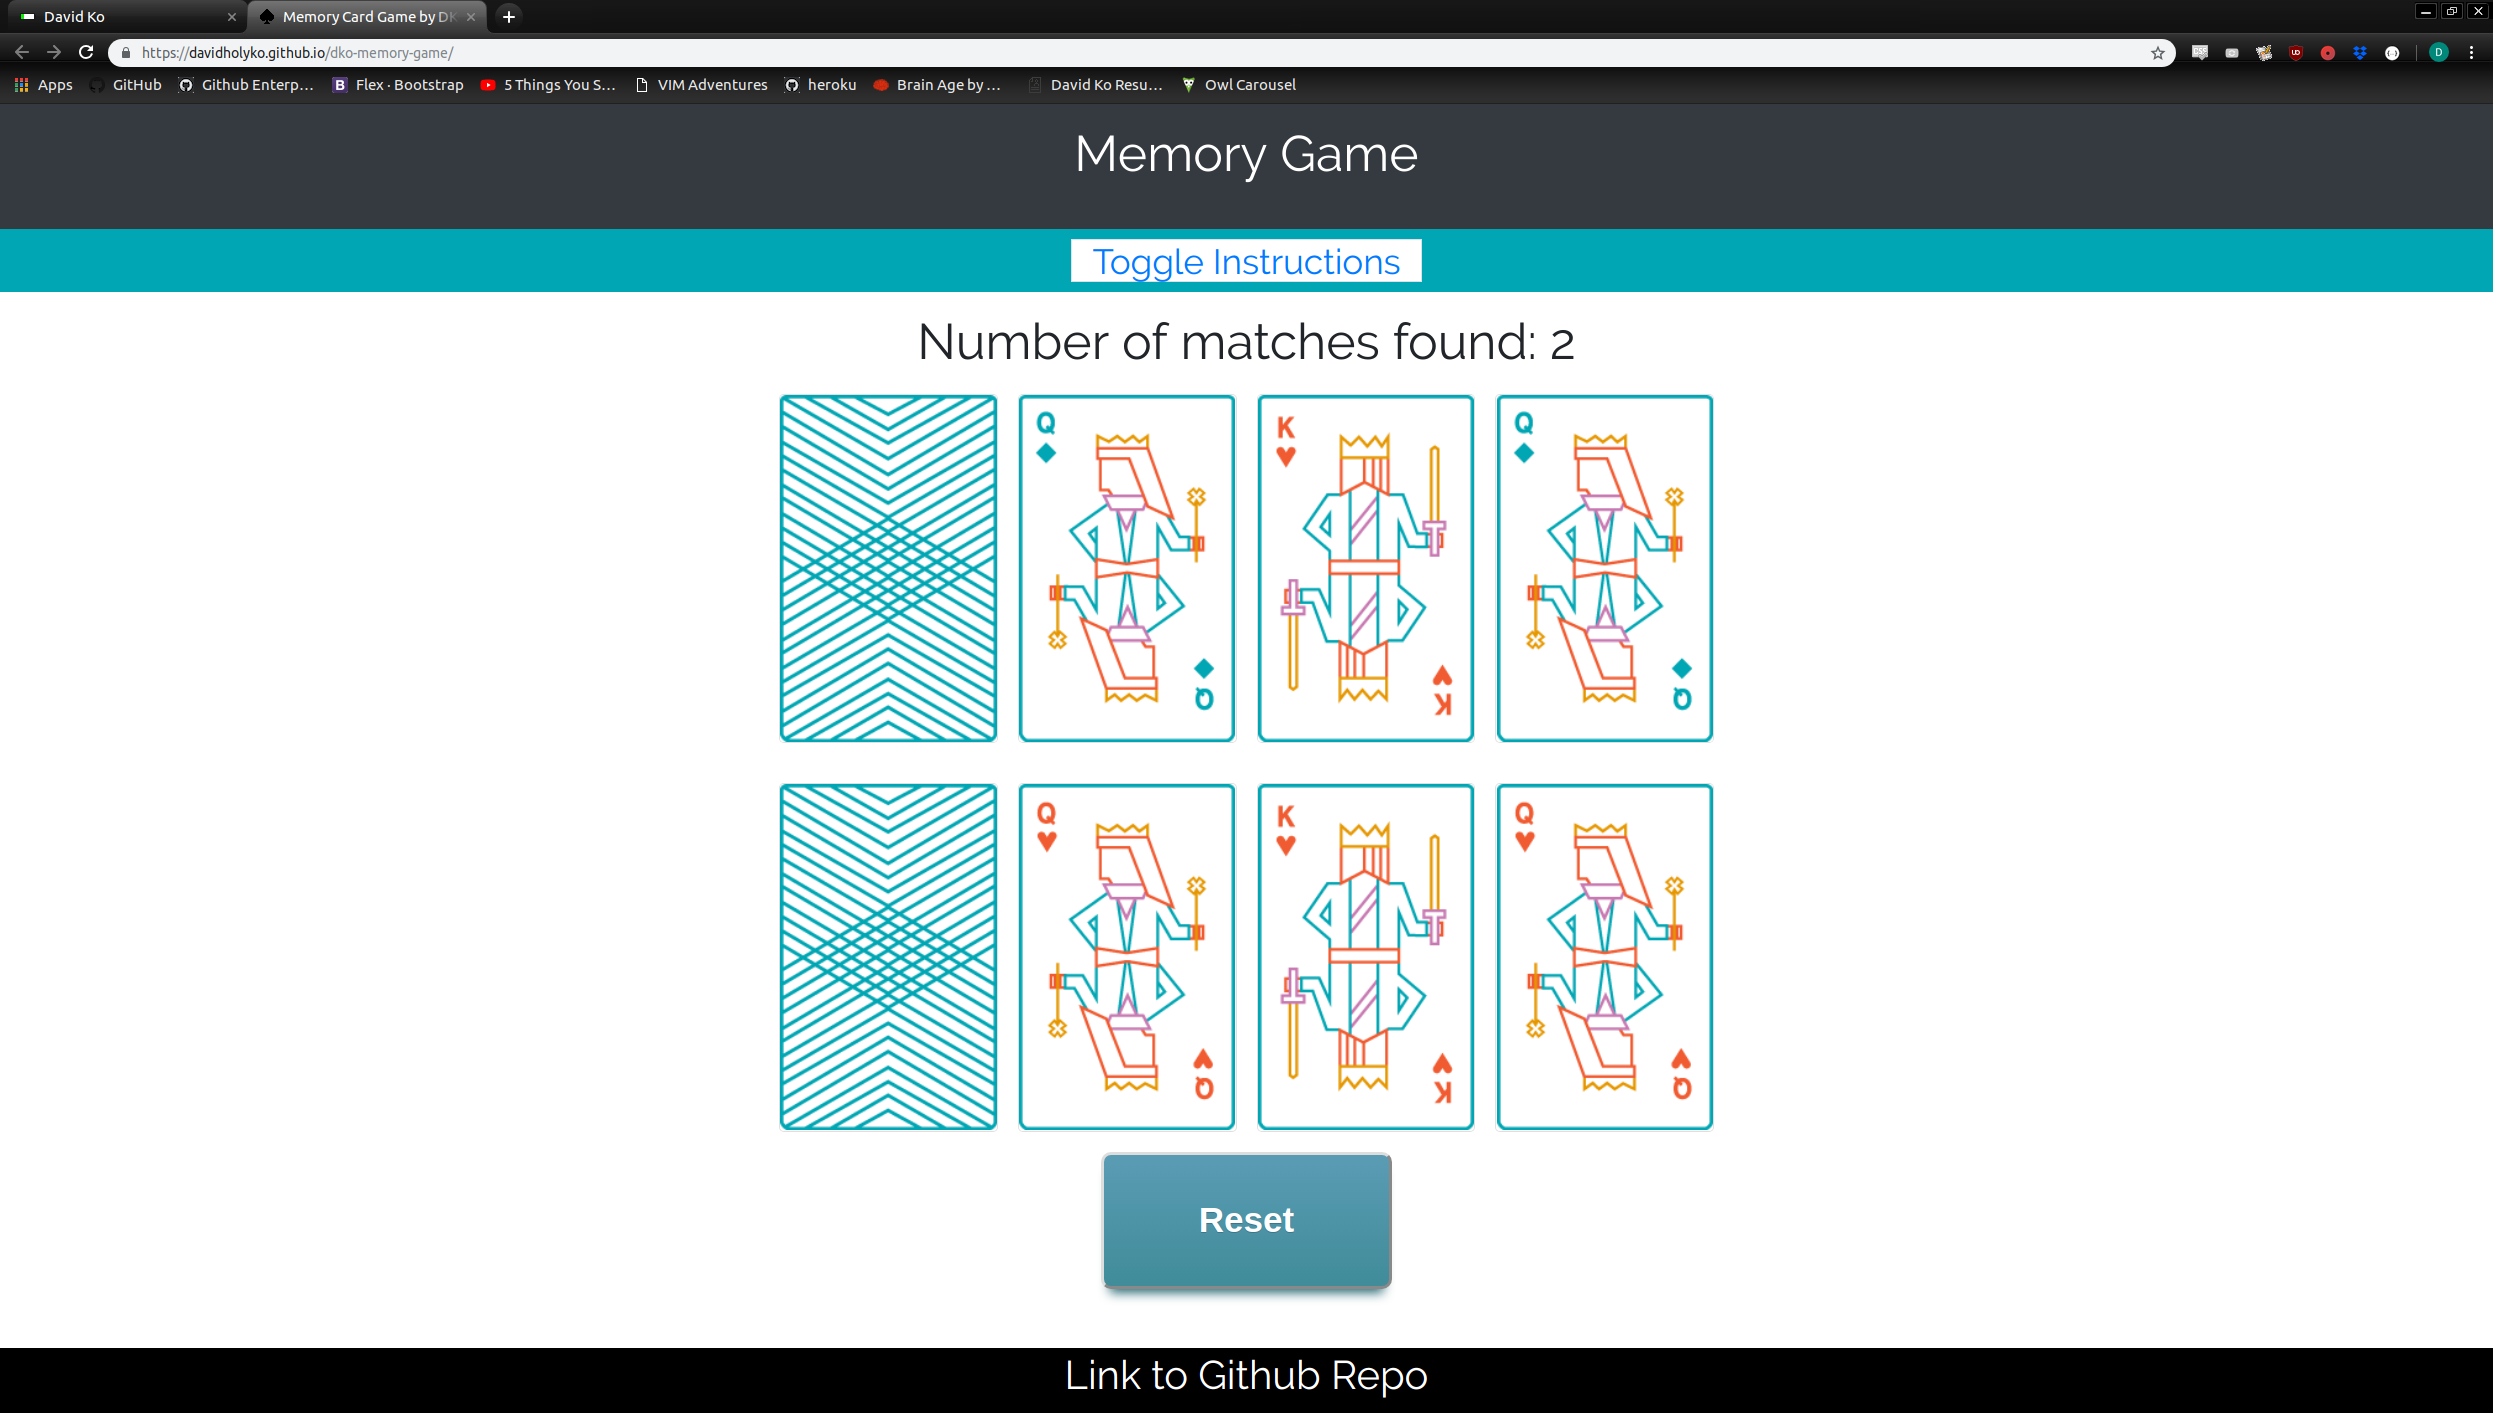 David Ko
Memory Card Game by DK
https://davidholyko.github.io/dko-memory-game/
Apps GitHub Github Enterp... B Flex · Bootstrap 5 Things You S... VIM Adventures heroku Brain Age by ... David Ko Resu... Owl Carousel
Memory Game
Toggle Instructions
Number of matches found: 2
Q K Q
Q K Q
Q K Q
Q K Q
Reset
Link to Github Repo